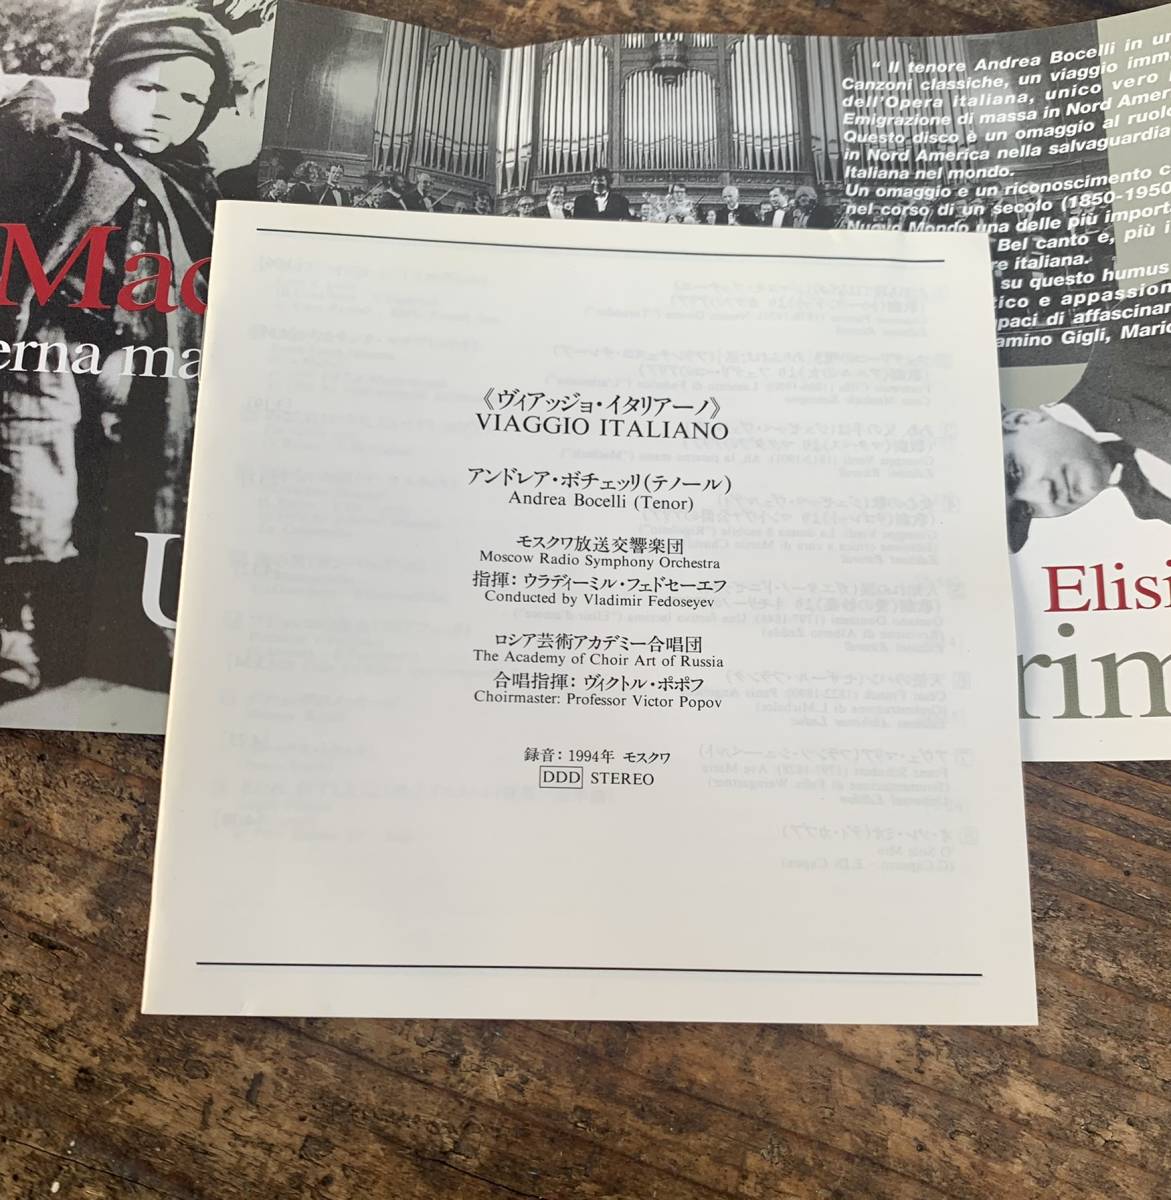 " Il tenore Andrea Bocelli in un
Canzoni classiche, un viaggio imm
dell'Opera italiana, unico vero
Emigrazione di massa in Nord Amer
Questo disco è un omaggio al ruolo
in Nord America nella salvaguardia
Italiana nel mondo.
Un omaggio e un riconoscimento c
nel corso di un secolo (1850-1950
Nuovo Mondo una delle più import
Bel canto e, più i
e italiana.
su questo humus
tico e appassion
paci di affascinar
amino Gigli, Mario
Mac
erna ma
U
Elisi
rim
《ヴィアッジョ・イタリアーノ》
VIAGGIO ITALIANO
アンドレア・ボチェッリ(テノール)
Andrea Bocelli (Tenor)
モスクワ放送交響楽団
Moscow Radio Symphony Orchestra
指揮：ウラディーミル・フェドセーエフ
Conducted by Vladimir Fedoseyev
ロシア芸術アカデミー合唱団
The Academy of Choir Art of Russia
合唱指揮：ヴィクトル・ポポフ
Choirmaster: Professor Victor Popov
録音：1994年 モスクワ
DDD STEREO